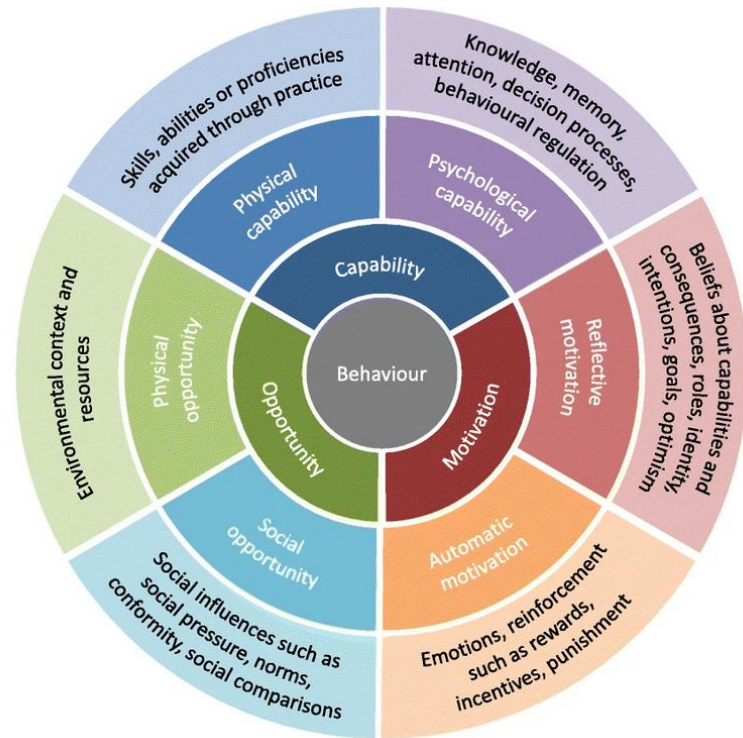 Skills, abilities or proficiencies
acquired through practice
Knowledge, memory,
attention, decision processes,
behavioural regulation
Physical
capability
Psychological
capability
Capability
Environmental context and
resources
Physical
opportunity
Opportunity
Behaviour
Motivation
Reflective
motivation
Beliefs about capabilities and
consequences, roles, identity,
intentions, goals, optimism
Social
opportunity
Automatic
motivation
Social influences such as
social pressure, norms,
conformity, social comparisons
Emotions, reinforcement
such as rewards,
incentives, punishment